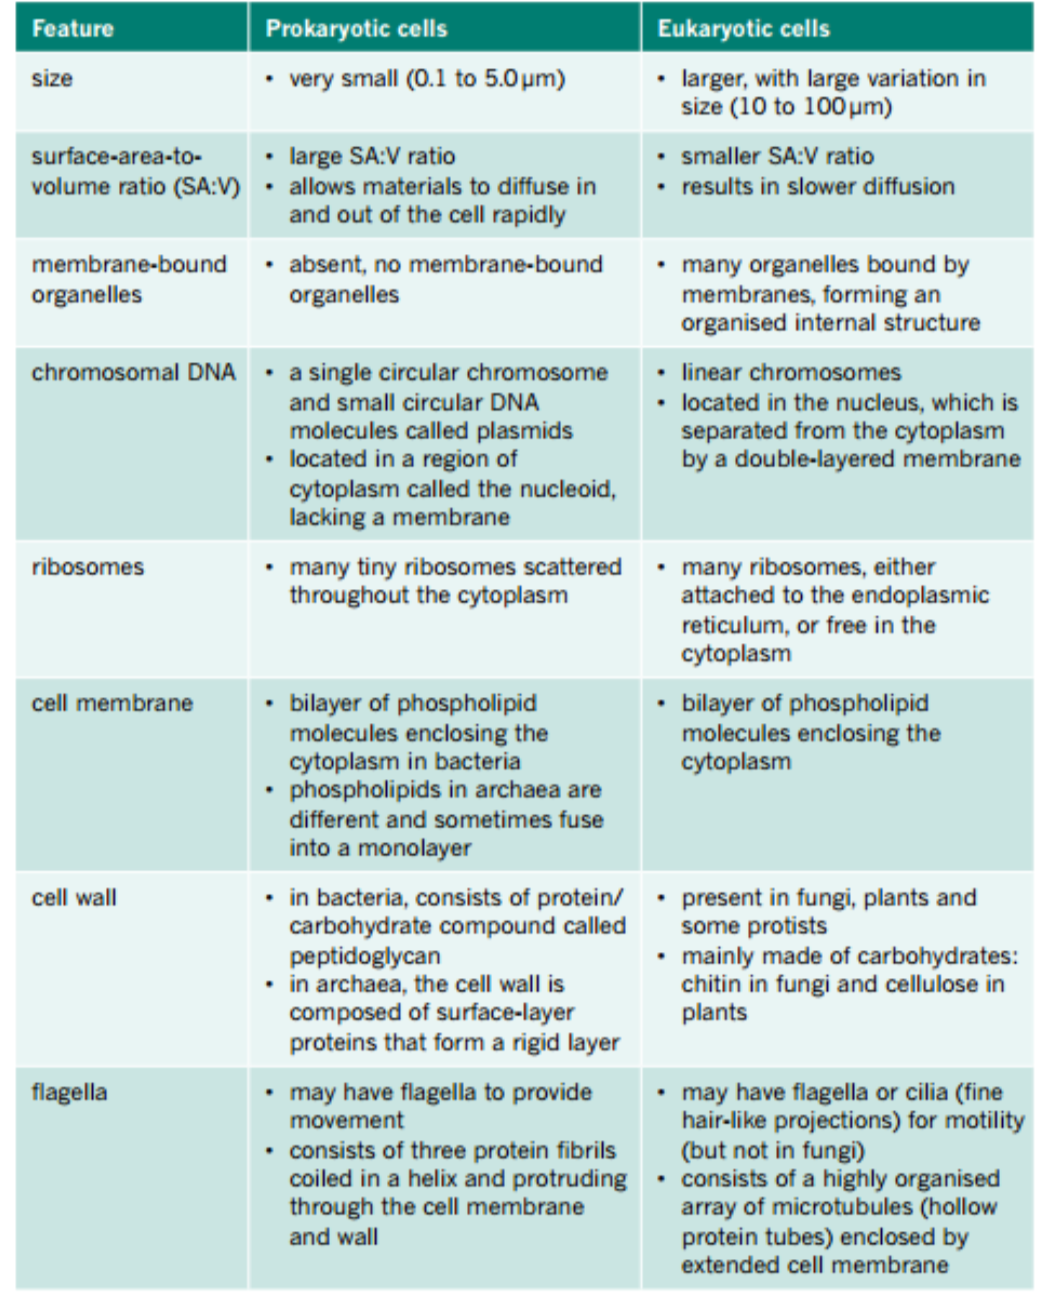 Feature Prokaryotic cells Eukaryotic cells
size
• very small (0.1 to 5.0 µm)
• larger, with large variation in
size (10 to 100 µm)
surface-area-to-
volume ratio (SA:V)
• large SA:V ratio
• allows materials to diffuse in
and out of the cell rapidly
• smaller SA:V ratio
• results in slower diffusion
membrane-bound
organelles
• absent, no membrane-bound
organelles
• many organelles bound by
membranes, forming an
organised internal structure
chromosomal DNA
• a single circular chromosome
and small circular DNA
molecules called plasmids
• located in a region of
cytoplasm called the nucleoid,
lacking a membrane
• linear chromosomes
• located in the nucleus, which is
separated from the cytoplasm
by a double-layered membrane
ribosomes
• many tiny ribosomes scattered
throughout the cytoplasm
• many ribosomes, either
attached to the endoplasmic
reticulum, or free in the
cytoplasm
cell membrane
• bilayer of phospholipid
molecules enclosing the
cytoplasm in bacteria
• phospholipids in archaea are
different and sometimes fuse
into a monolayer
• bilayer of phospholipid
molecules enclosing the
cytoplasm
cell wall
• in bacteria, consists of protein/
carbohydrate compound called
peptidoglycan
• in archaea, the cell wall is
composed of surface-layer
proteins that form a rigid layer
• present in fungi, plants and
some protists
• mainly made of carbohydrates:
chitin in fungi and cellulose in
plants
flagella
• may have flagella to provide
movement
• consists of three protein fibrils
coiled in a helix and protruding
through the cell membrane
and wall
• may have flagella or cilia (fine
hair-like projections) for motility
(but not in fungi)
• consists of a highly organised
array of microtubules (hollow
protein tubes) enclosed by
extended cell membrane